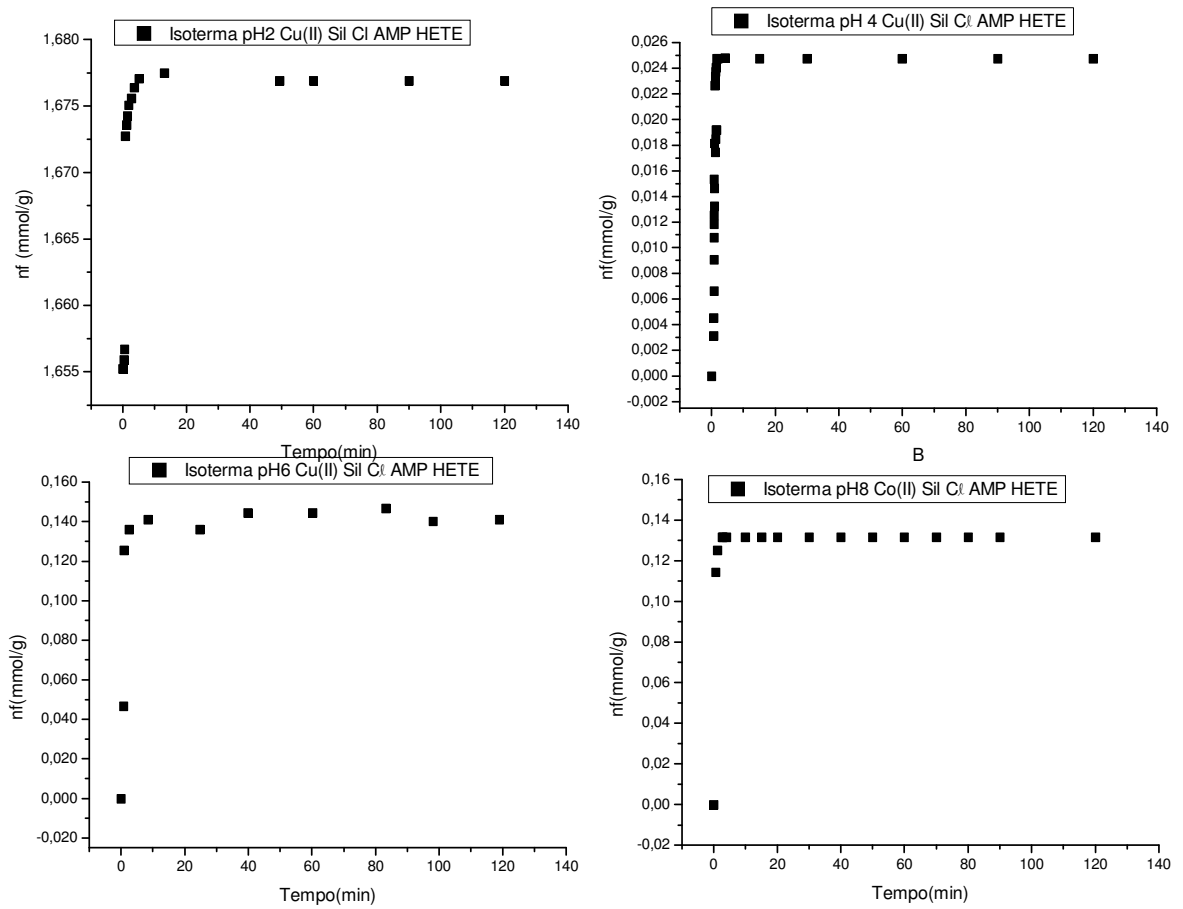 Isoterma pH2 Cu(II) Sil Cl AMP HETE
1,680
1,675
1,670
1,665
1,660
1,655
nf (mmol/g)
0 20 40 60 80 100 120 140
Tempo(min)
Isoterma pH 4 Cu(II) Sil Cℓ AMP HETE
0,026
0,024
0,022
0,020
0,018
0,016
0,014
0,012
0,010
0,008
0,006
0,004
0,002
0,000
-0,002
nf(mmol/g)
0 20 40 60 80 100 120 140
B
Isoterma pH6 Cu(II) Sil Cℓ AMP HETE
0,160
0,140
0,120
0,100
0,080
0,060
0,040
0,020
0,000
-0,020
nf(mmol/g)
0 20 40 60 80 100 120 140
Tempo(min)
Isoterma pH8 Co(II) Sil Cℓ AMP HETE
0,16
0,14
0,12
0,10
0,08
0,06
0,04
0,02
0,00
-0,02
nf(mmol/g)
0 20 40 60 80 100 120 140
Tempo(min)